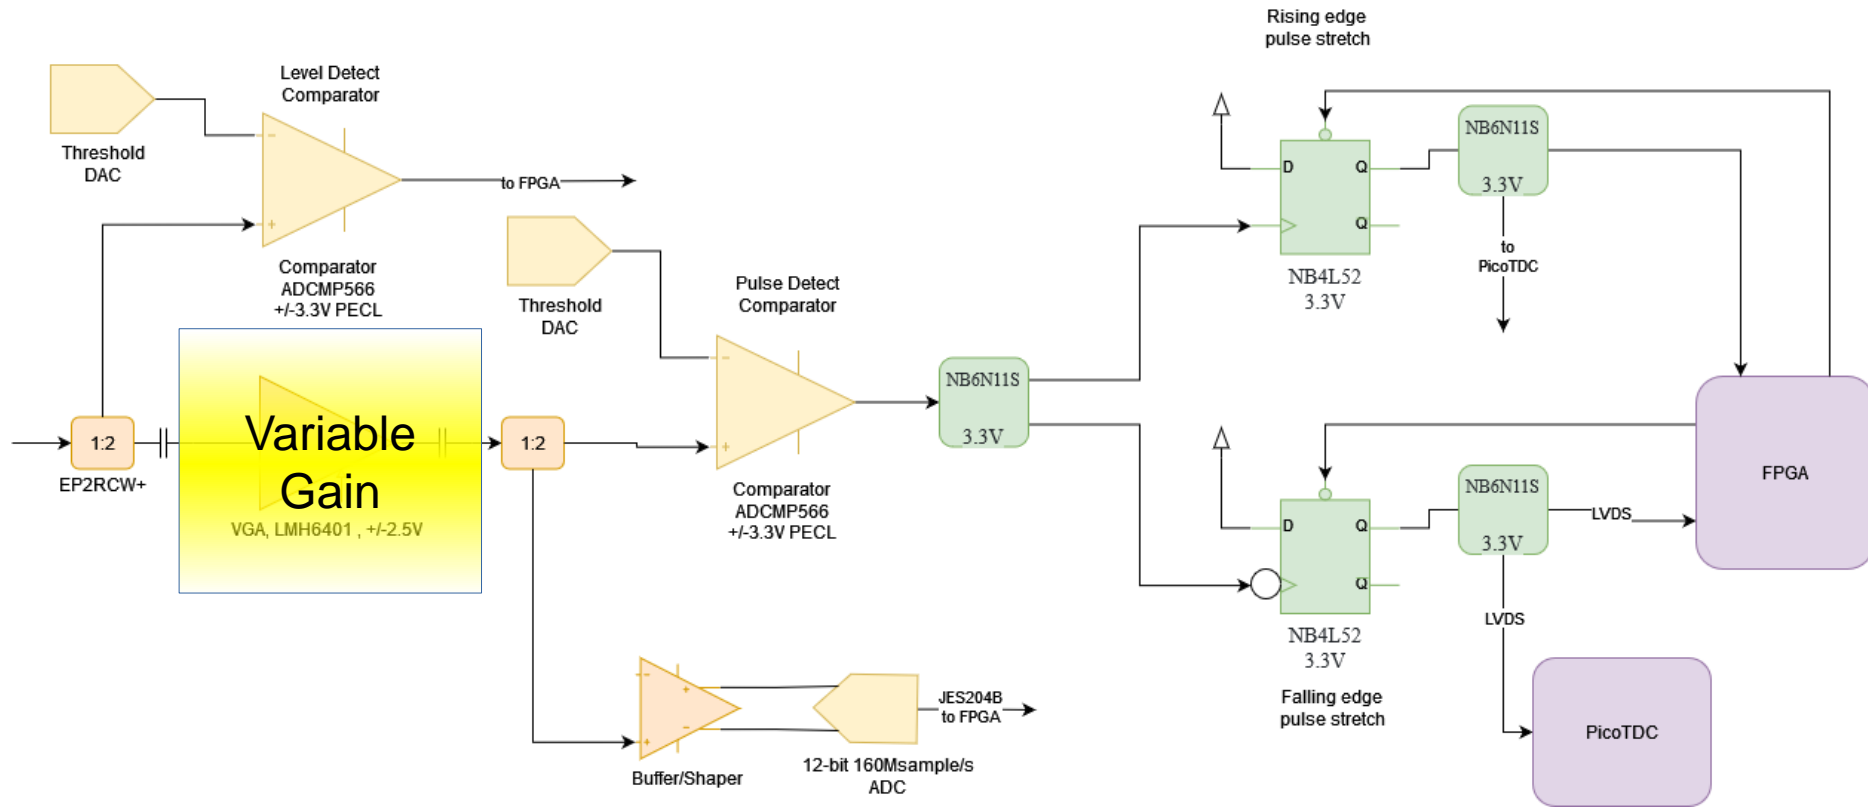 Rising edge
pulse stretch
Level Detect
Comparator
Threshold
DAC
to FPGA
Comparator
ADCMP566
+/-3.3V PECL
Threshold
DAC
Pulse Detect
Comparator
1:2
EP2RCW+
Variable
Gain
VGA, LMH6401 , +/-2.5V
1:2
Comparator
ADCMP566
+/-3.3V PECL
NB6N11S
3.3V
D
Q
Q
NB4L52
3.3V
NB6N11S
3.3V
to
PicoTDC
FPGA
D
Q
Q
NB4L52
3.3V
NB6N11S
3.3V
LVDS
LVDS
Falling edge
pulse stretch
PicoTDC
Buffer/Shaper
12-bit 160Msample/s
ADC
JES204B
to FPGA